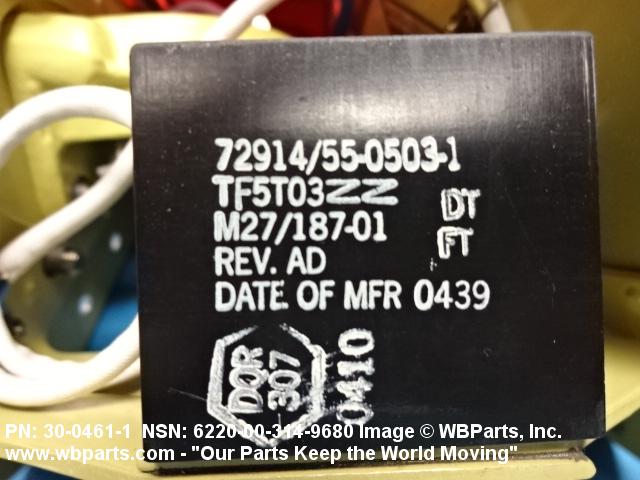 72914/55-0503-1
TF5T03ZZ
M27/187-01
REV. AD
DATE OF MFR 0439
DT
FT
DQR
307
0410
PN: 30-0461-1 NSN: 6220-00-314-9680 Image © WBParts, Inc.
www.wbparts.com - "Our Parts Keep the World Moving"